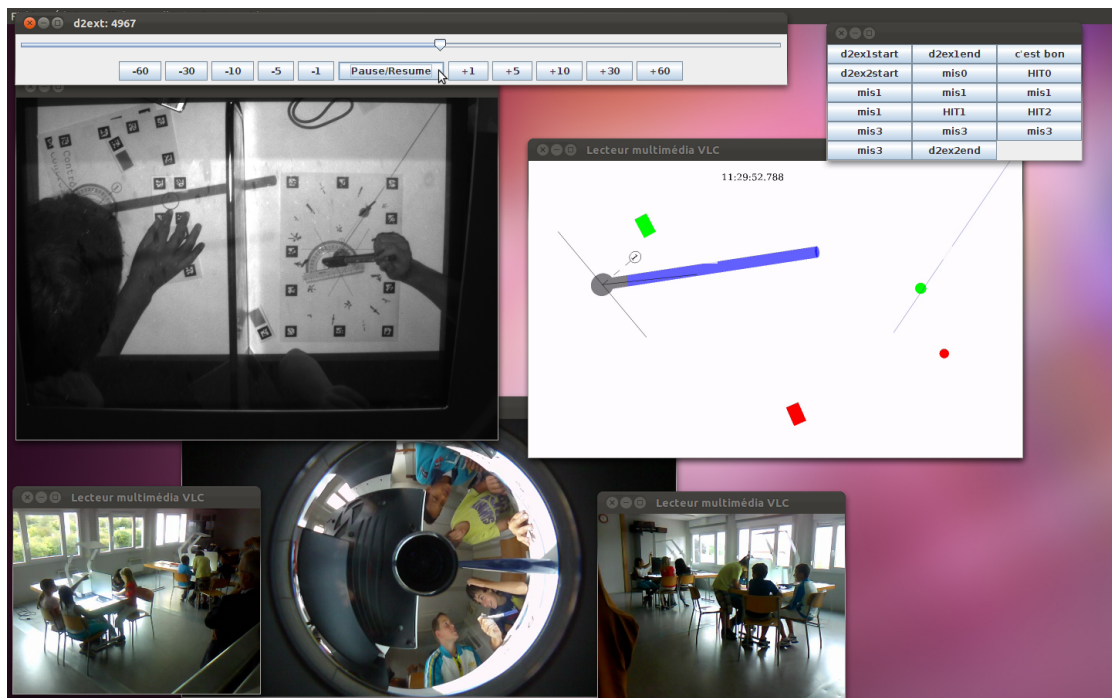 d2ext: 4967
-60 -30 -10 -5 -1 Pause/Resume +1 +5 +10 +30 +60
d2ex1start d2ex1end c'est bon
d2ex2start mis0 HIT0
mis1 mis1 mis1
mis1 HIT1 HIT2
mis3 mis3 mis3
mis3 d2ex2end
Lecteur multimédia VLC
11:29:52.788
Lecteur multimédia VLC
Lecteur multimédia VLC